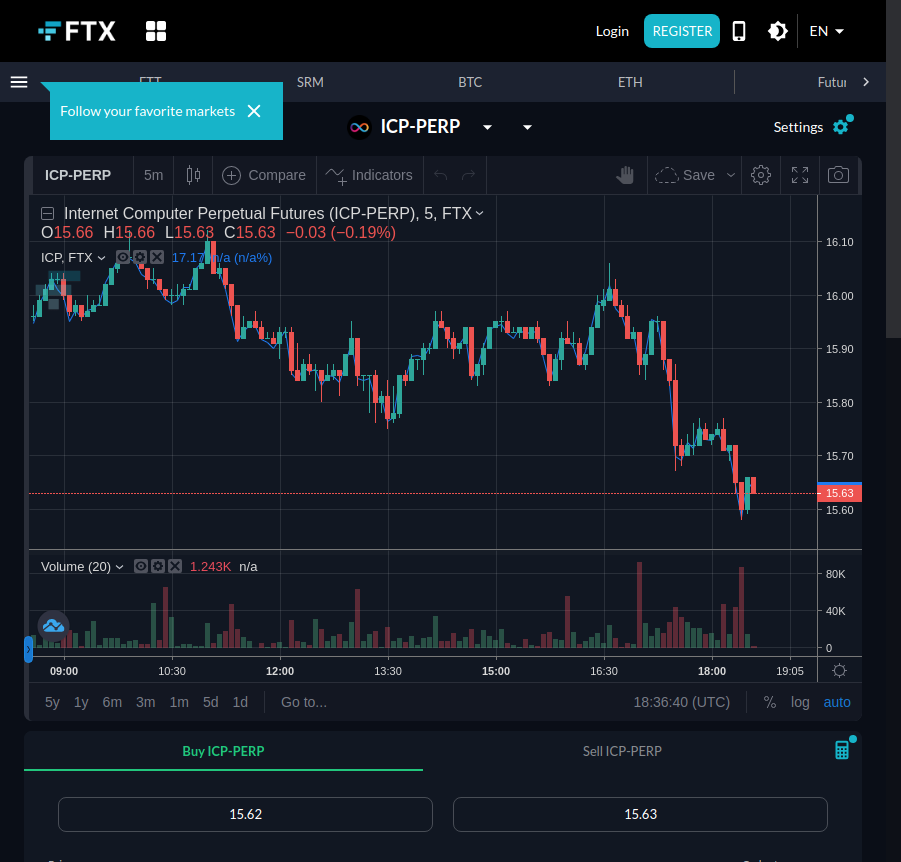 FTX
Login
REGISTER
EN
FTT
SRM
BTC
ETH
Futur
Follow your favorite markets
ICP-PERP
Settings
ICP-PERP
5m
Compare
Indicators
Save
Internet Computer Perpetual Futures (ICP-PERP), 5, FTX
O15.66 H15.66 L15.63 C15.63 −0.03 (−0.19%)
ICP, FTX
17.17 n/a (n/a%)
16.10
16.00
15.90
15.80
15.70
15.63
15.60
Volume (20)
1.243K n/a
80K
40K
0
09:00
10:30
12:00
13:30
15:00
16:30
18:00
19:05
5y
1y
6m
3m
1m
5d
1d
Go to...
18:36:40 (UTC)
%
log
auto
Buy ICP-PERP
Sell ICP-PERP
15.62
15.63